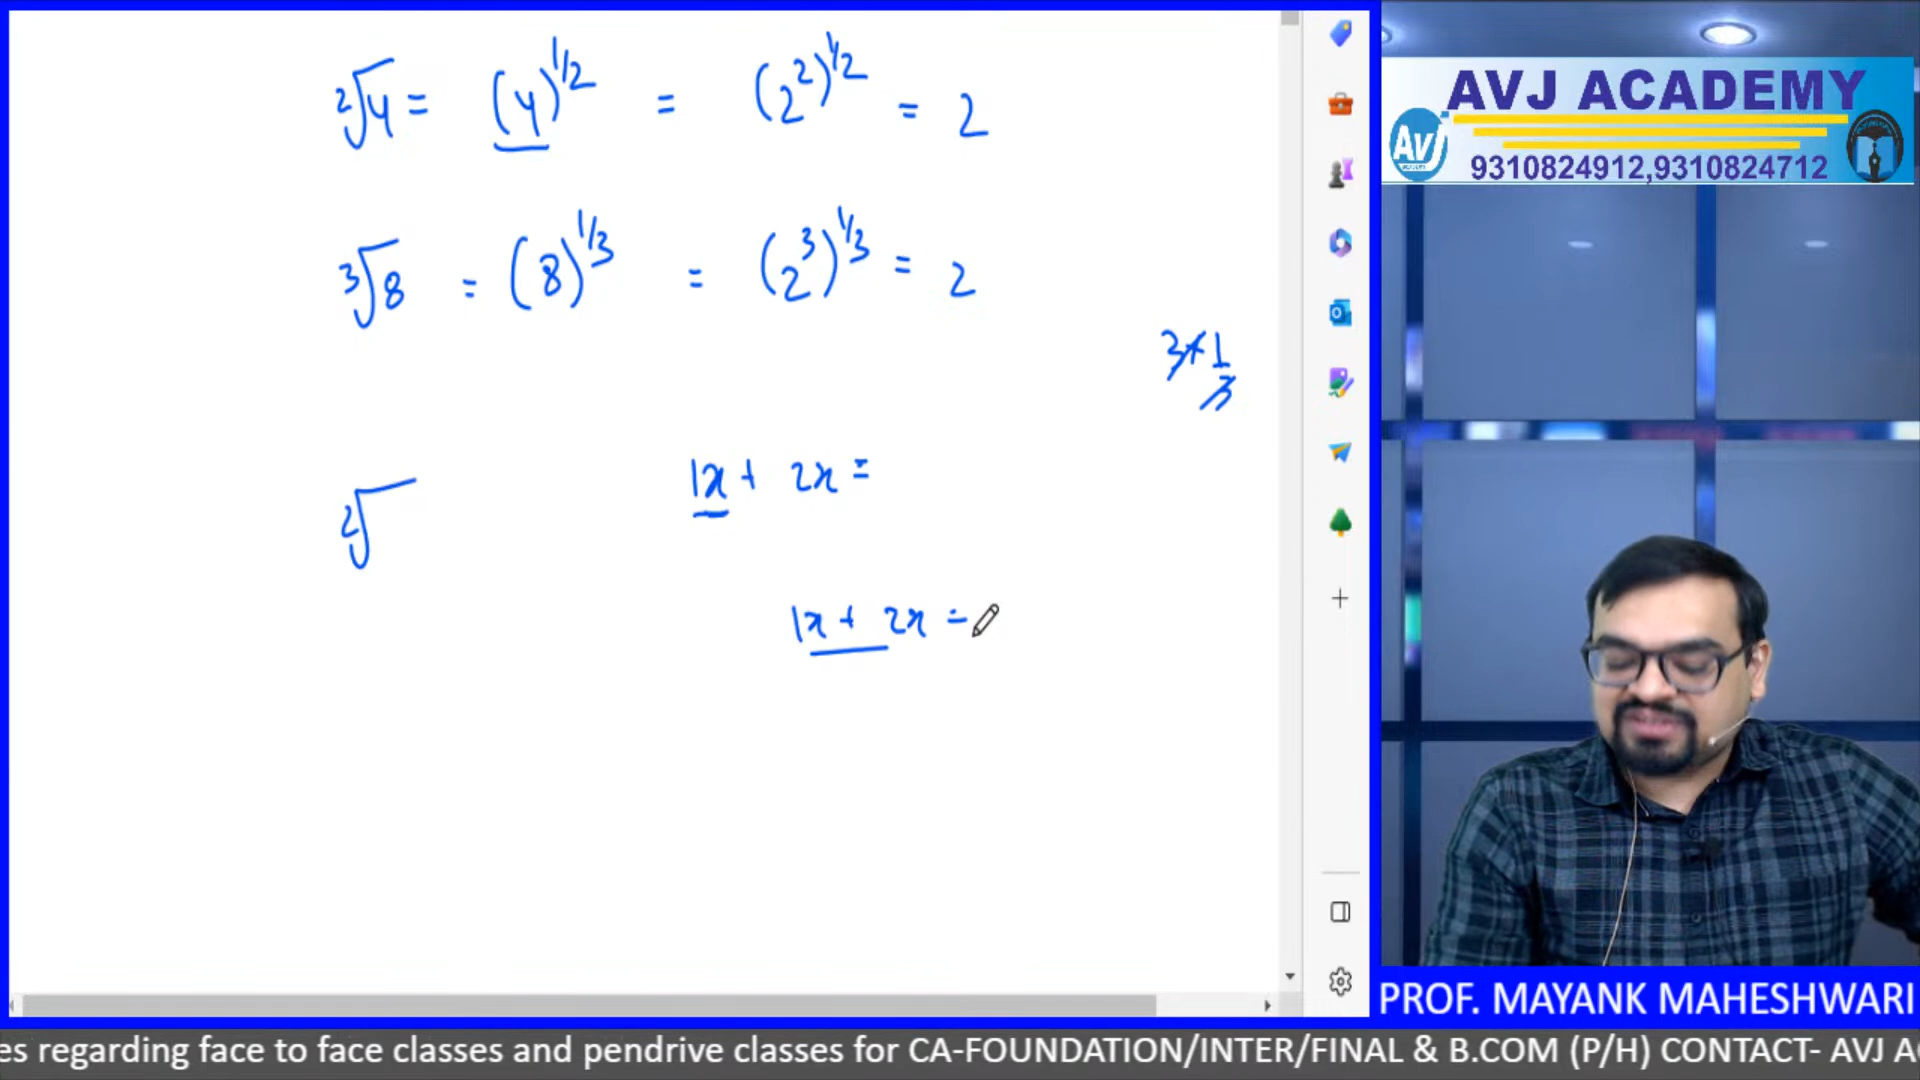 ²√4 = (4)^1/2 = (2²)^1/2 = 2
³√8 = (8)^1/3 = (2³)^1/3 = 2
3 × 1/3
1x + 2x =
²√
1x + 2x =
AVJ ACADEMY
AVJ
9310824912,9310824712
PROF. MAYANK MAHESHWARI
es regarding face to face classes and pendrive classes for CA-FOUNDATION/INTER/FINAL & B.COM (P/H) CONTACT- AVJ A